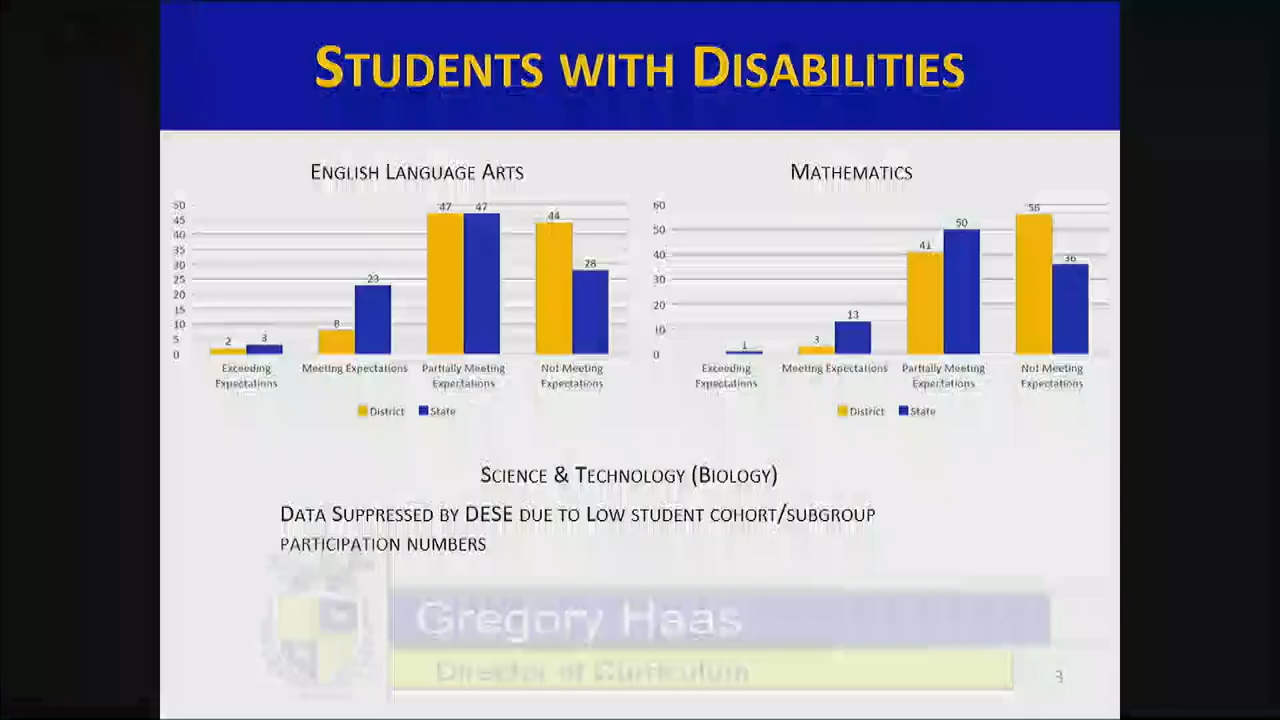 STUDENTS WITH DISABILITIES
ENGLISH LANGUAGE ARTS
50
45
40
35
30
25
20
15
10
5
0
2
3
8
23
47
47
44
28
Exceeding Expectations
Meeting Expectations
Partially Meeting Expectations
Not Meeting Expectations
District
State
MATHEMATICS
60
50
40
30
20
10
0
1
3
13
41
50
56
36
Exceeding Expectations
Meeting Expectations
Partially Meeting Expectations
Not Meeting Expectations
District
State
SCIENCE & TECHNOLOGY (BIOLOGY)
DATA SUPPRESSED BY DESE DUE TO LOW STUDENT COHORT/SUBGROUP
PARTICIPATION NUMBERS
Gregory Haas
Director of Curriculum